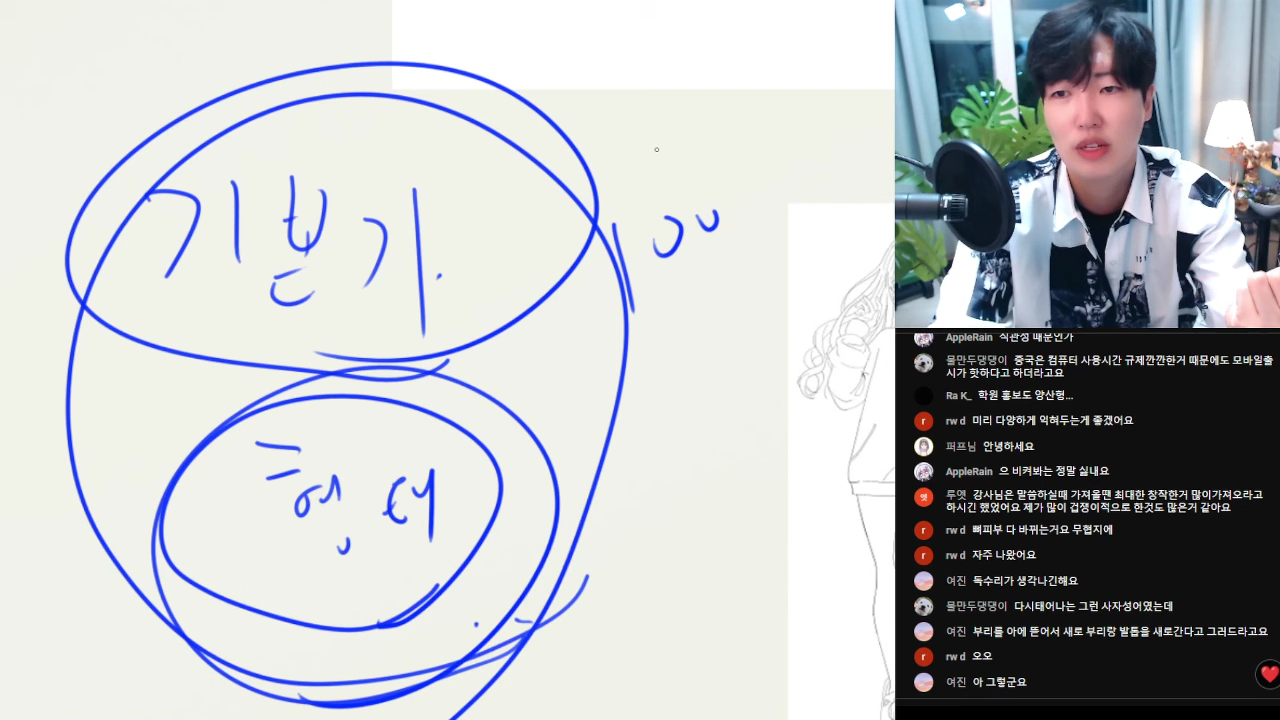 기본기.
100
형태
AppleRain 직관성 때문인가
물만두댕댕이 중국은 컴퓨터 사용시간 규제깐깐한거 때문에도 모바일출
시가 핫하다고 하더라고요
Ra K_ 학원 홍보도 양산형...
r rw d 미리 다양하게 익혀두는게 좋겠어요
퍼프님 안녕하세요
AppleRain 으 비켜봐는 정말 싫내요
엣 루엣 강사님은 말씀하실때 가져올땐 최대한 창작한거 많이가져오라고
하시긴 했었어요 제가 많이 겁쟁이적으로 한것도 많은거 같아요
r rw d 뼈피부 다 바뀌는거요 무협지에
r rw d 자주 나왔어요
여진 독수리가 생각나긴해요
물만두댕댕이 다시태어나는 그런 사자성어였는데
여진 부리를 아에 뜯어서 새로 부리랑 발톱을 새로간다고 그러드라고요
r rw d 오오
여진 아 그렇군요